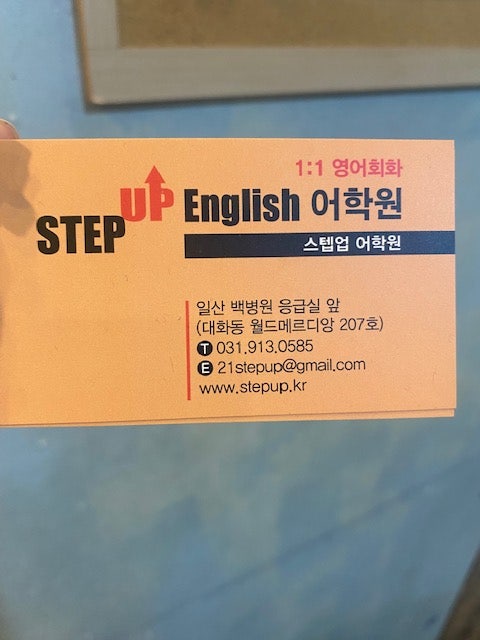 1:1 영어회화
STEP UP English 어학원
스텝업 어학원
일산 백병원 응급실 앞
(대화동 월드메르디앙 207호)
T 031.913.0585
E 21stepup@gmail.com
www.stepup.kr